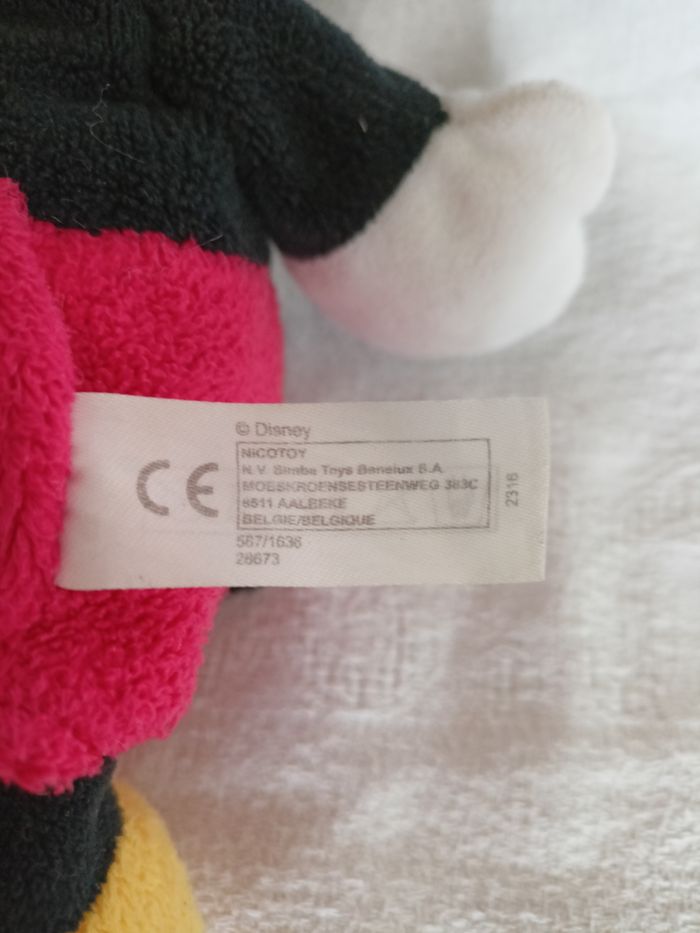 CE
© Disney
NICOTOY
N.V. Simba Toys Benelux S.A
MOESKROENSESTEENWEG 383C
8511 AALBEKE
BELGIE/BELGIQUE
567/1636
28673
2316